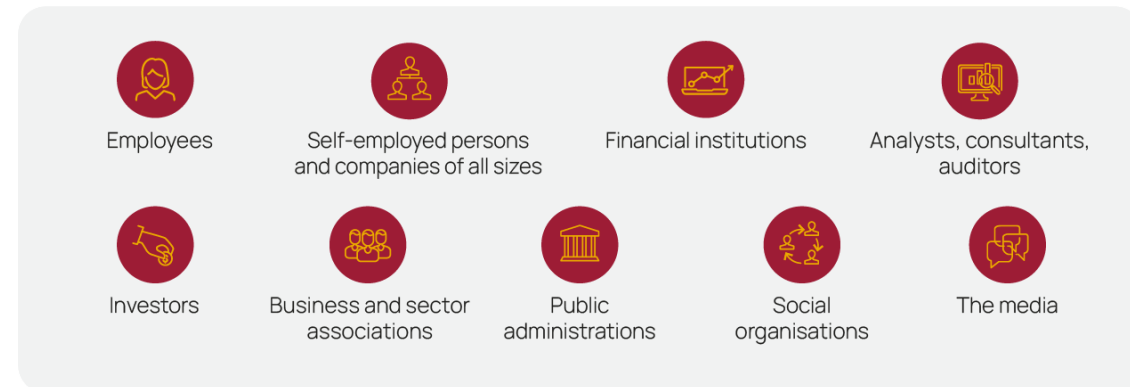 Employees
Self-employed persons
and companies of all sizes
Financial institutions
Analysts, consultants,
auditors
Investors
Business and sector
associations
Public
administrations
Social
organisations
The media